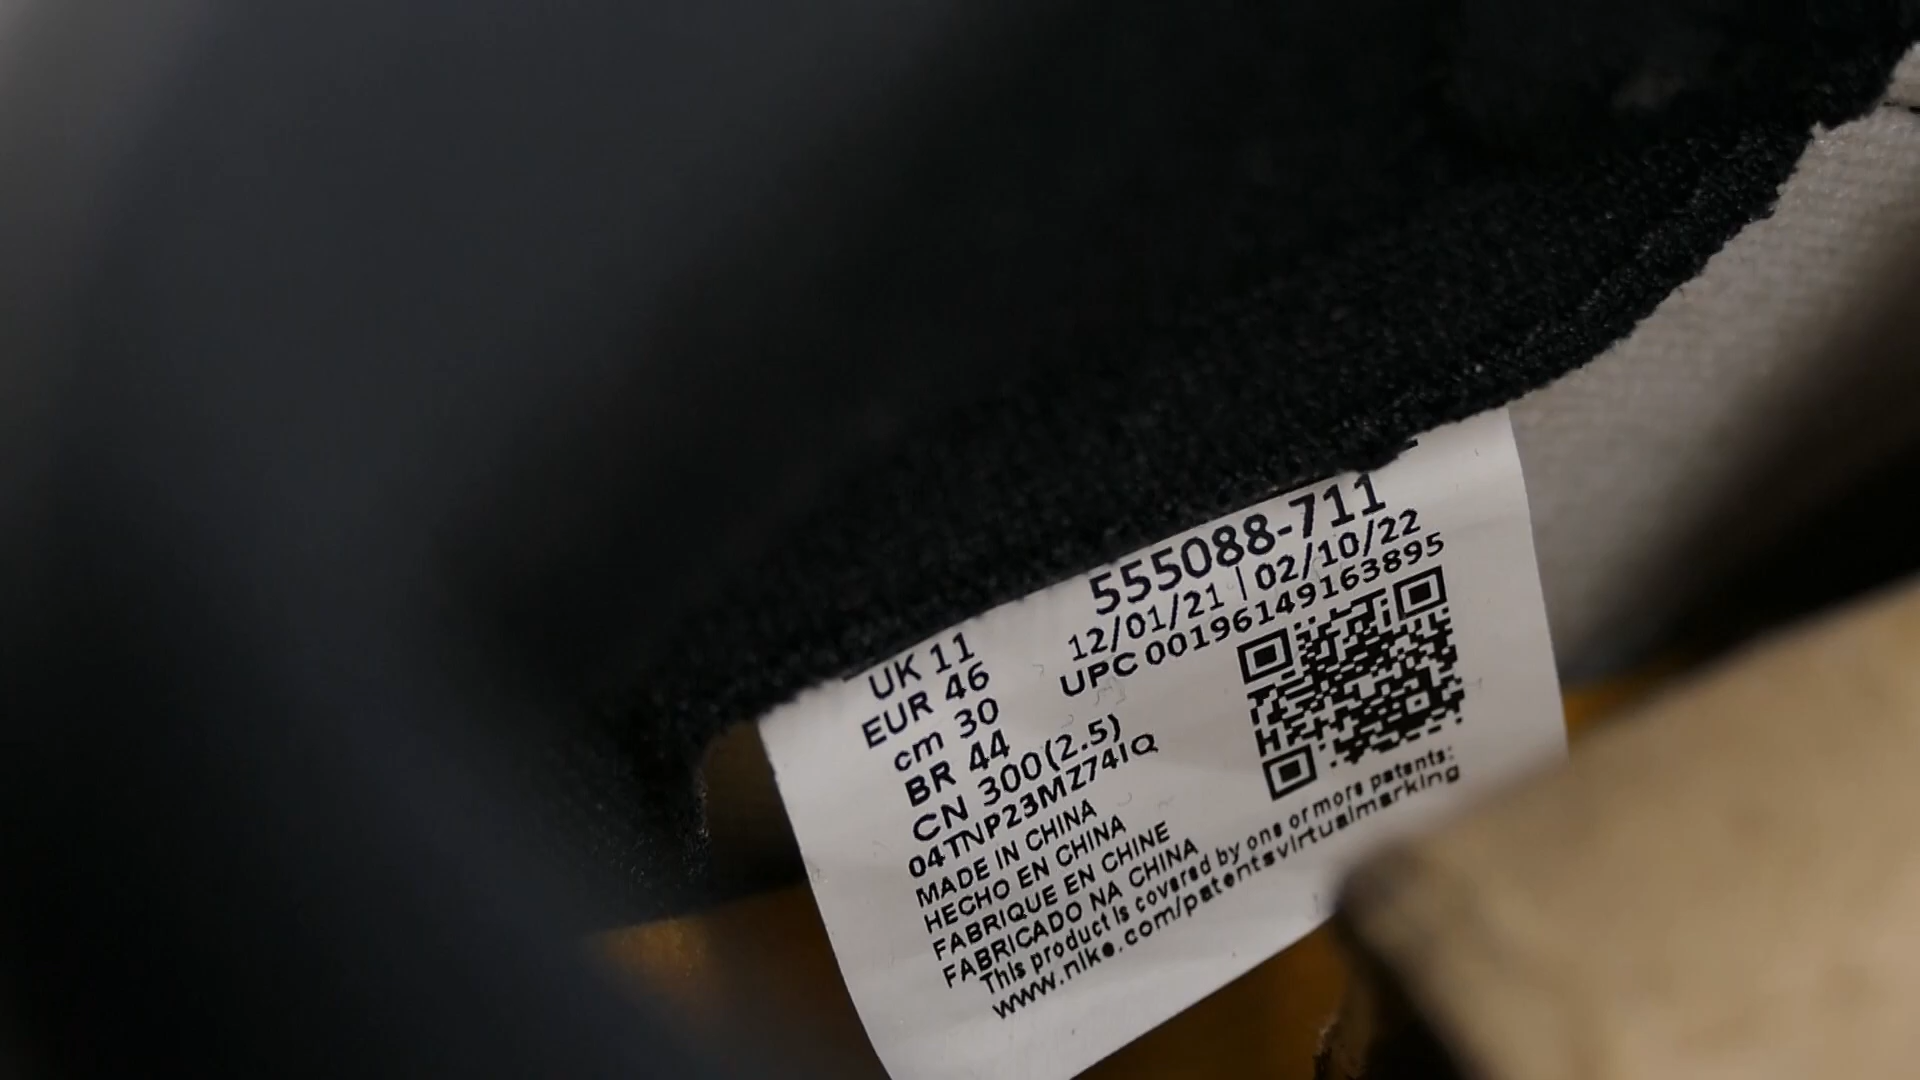 555088-711
12/01/21 | 02/10/22
UPC 00196149163895
UK 11
EUR 46
cm 30
BR 44
CN 300(2.5)
04TNP23MZ74IQ
MADE IN CHINA
HECHO EN CHINA
FABRIQUE EN CHINE
FABRICADO NA CHINA
This product is covered by one or more patents:
www.nike.com/patentsvirtualmarking